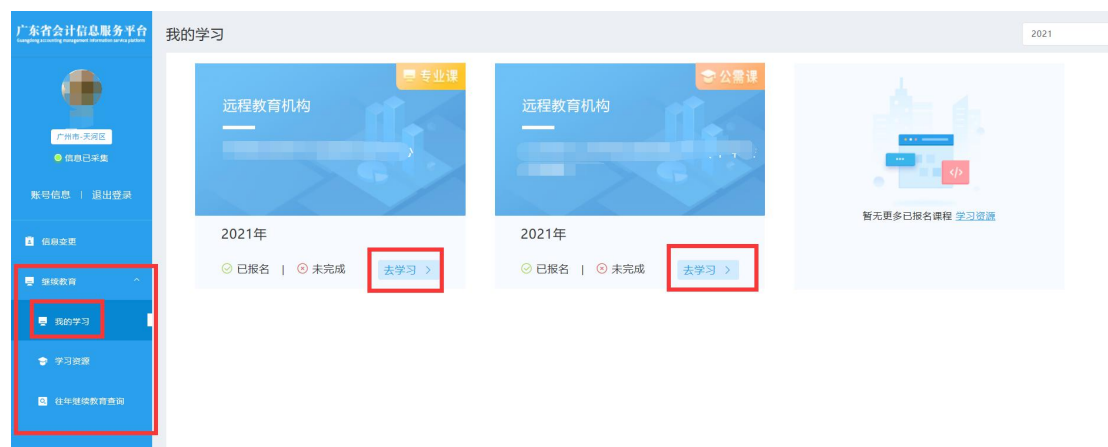 广东省会计信息服务平台
广州市-天河区
信息已采集
账号信息 | 退出登录
信息变更
继续教育
我的学习
学习资源
往年继续教育查询
我的学习
2021
专业课
远程教育机构
2021年
已报名 | 未完成
去学习 >
公需课
远程教育机构
2021年
已报名 | 未完成
去学习 >
</>
暂无更多已报名课程 学习资源